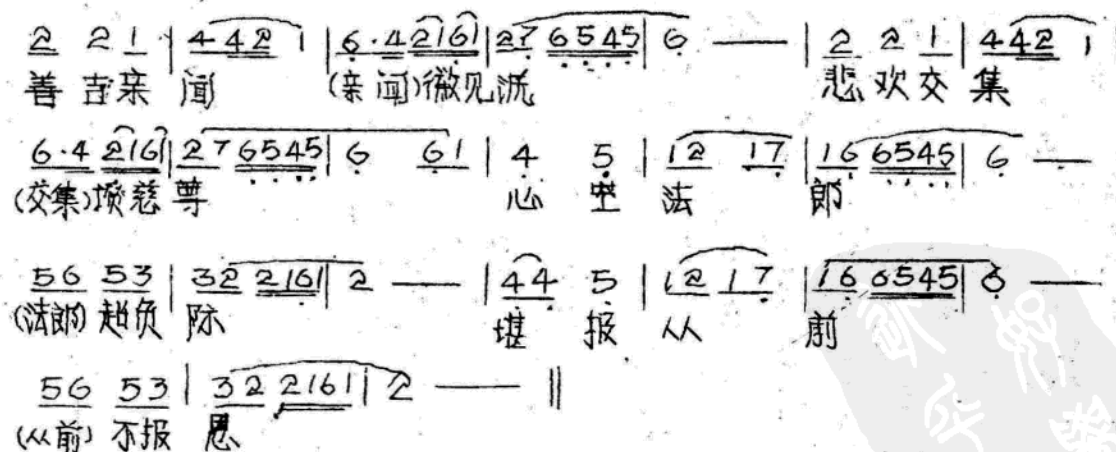 2 2 1 | 4 4 2 1 | 6·4 2 1 6 1 | 2 7 6 5 4 5 | 6 — | 2 2 1 | 4 4 2 1
善 吉亲 闻 (亲闻)微见洗 悲 欢交 集
6·4 2 1 6 1 | 2 7 6 5 4 5 | 6 6 1 | 4 5 | 1 2 1 7 | 1 6 6 5 4 5 | 6 —
(交集)慈尊 心 法 郎
5 6 5 3 | 3 2 2 1 6 1 | 2 — | 4 4 5 | 1 2 1 7 | 1 6 6 5 4 5 | 6 —
(法郎) 趋负 际 堪 报 从 前
5 6 5 3 | 3 2 2 1 6 1 | 2 — ‖
(从前) 不报 恩